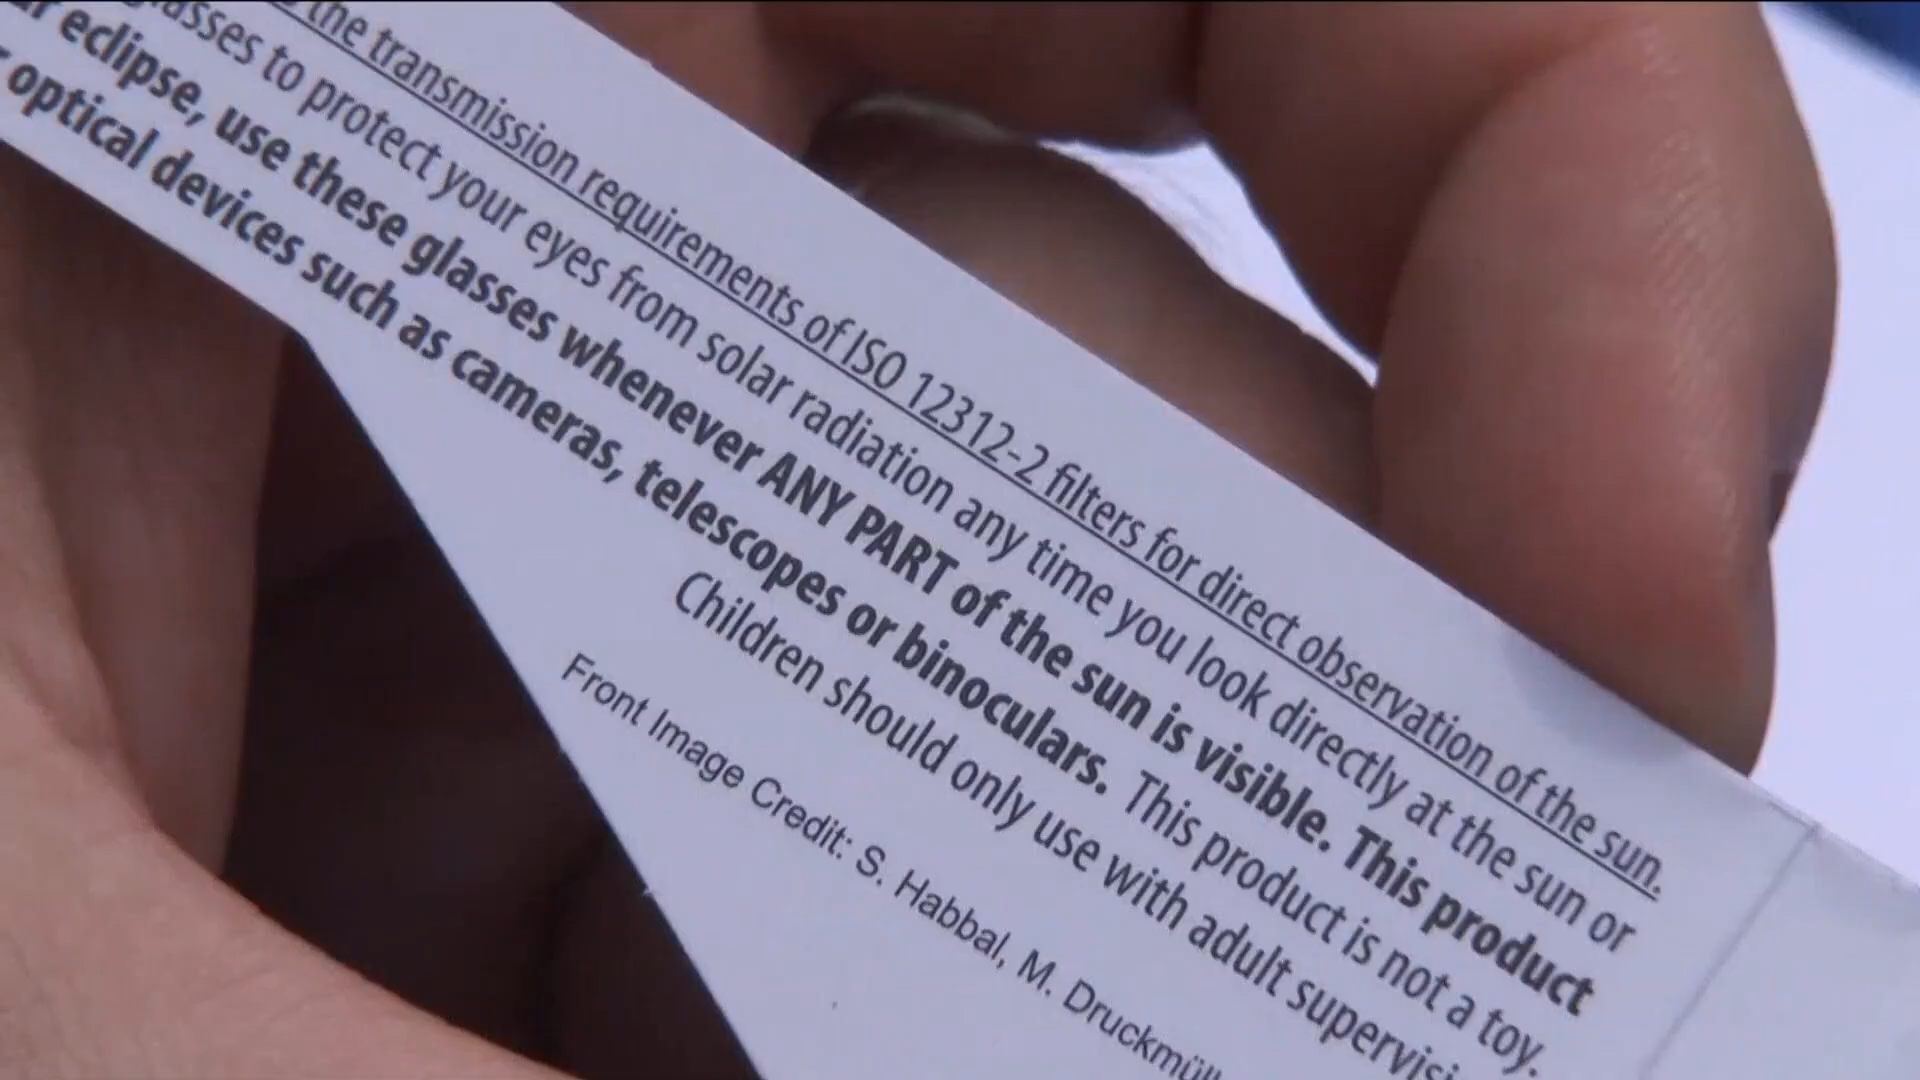 the transmission requirements of ISO 12312-2 filters for direct observation of the sun.
to protect your eyes from solar radiation any time you look directly at the sun or
eclipse, use these glasses whenever ANY PART of the sun is visible. This product
optical devices such as cameras, telescopes or binoculars. This product is not a toy.
Children should only use with adult
Front Image Credit: S. Habbal, M.